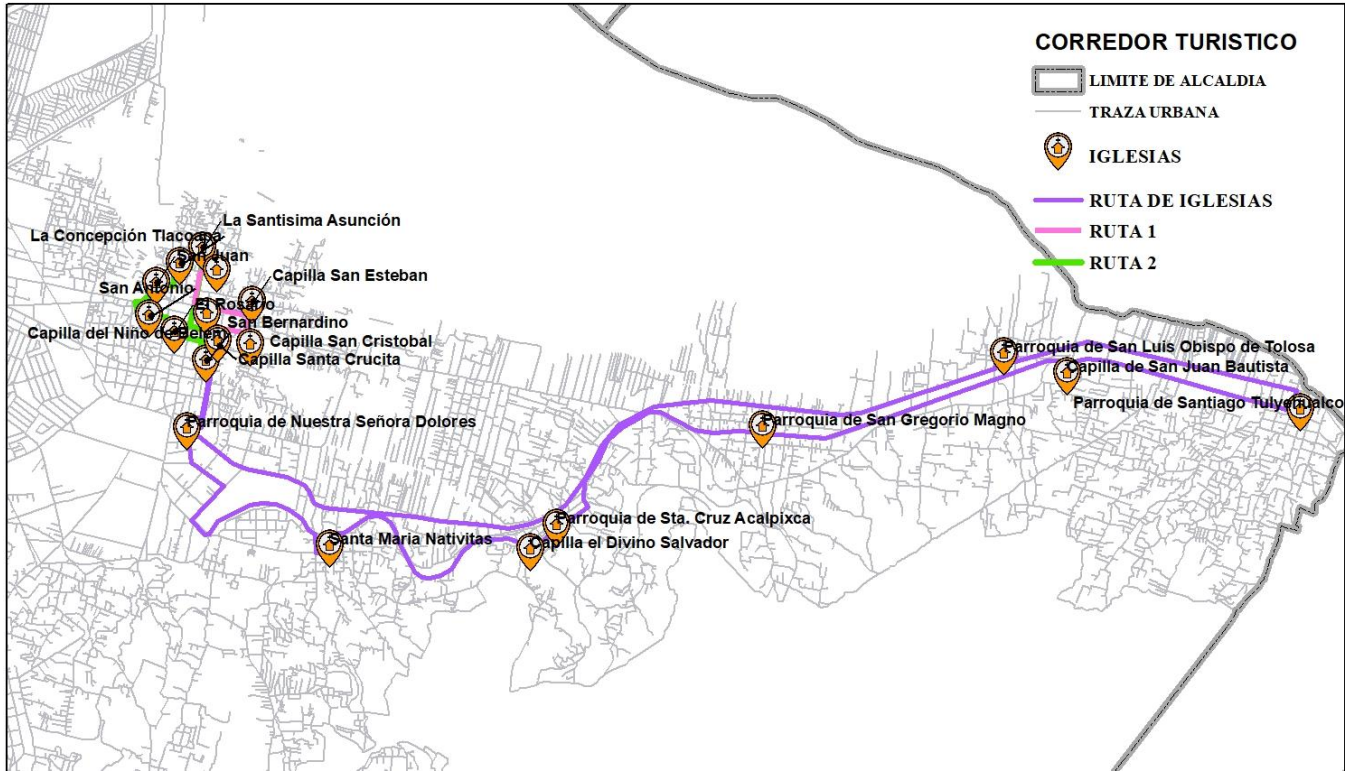 CORREDOR TURISTICO
LIMITE DE ALCALDIA
TRAZA URBANA
IGLESIAS
RUTA DE IGLESIAS
RUTA 1
RUTA 2
La Santisima Asunción
La Concepción Tlacoapa
San Juan
Capilla San Esteban
San Antonio
El Rosario
San Bernardino
Capilla del Niño de Belen
Capilla San Cristobal
Capilla Santa Crucita
Parroquia de San Luis Obispo de Tolosa
Capilla de San Juan Bautista
Parroquia de Santiago Tulyehualco
Parroquia de Nuestra Señora Dolores
Parroquia de San Gregorio Magno
Parroquia de Sta. Cruz Acalpixca
Santa Maria Nativitas
Capilla el Divino Salvador